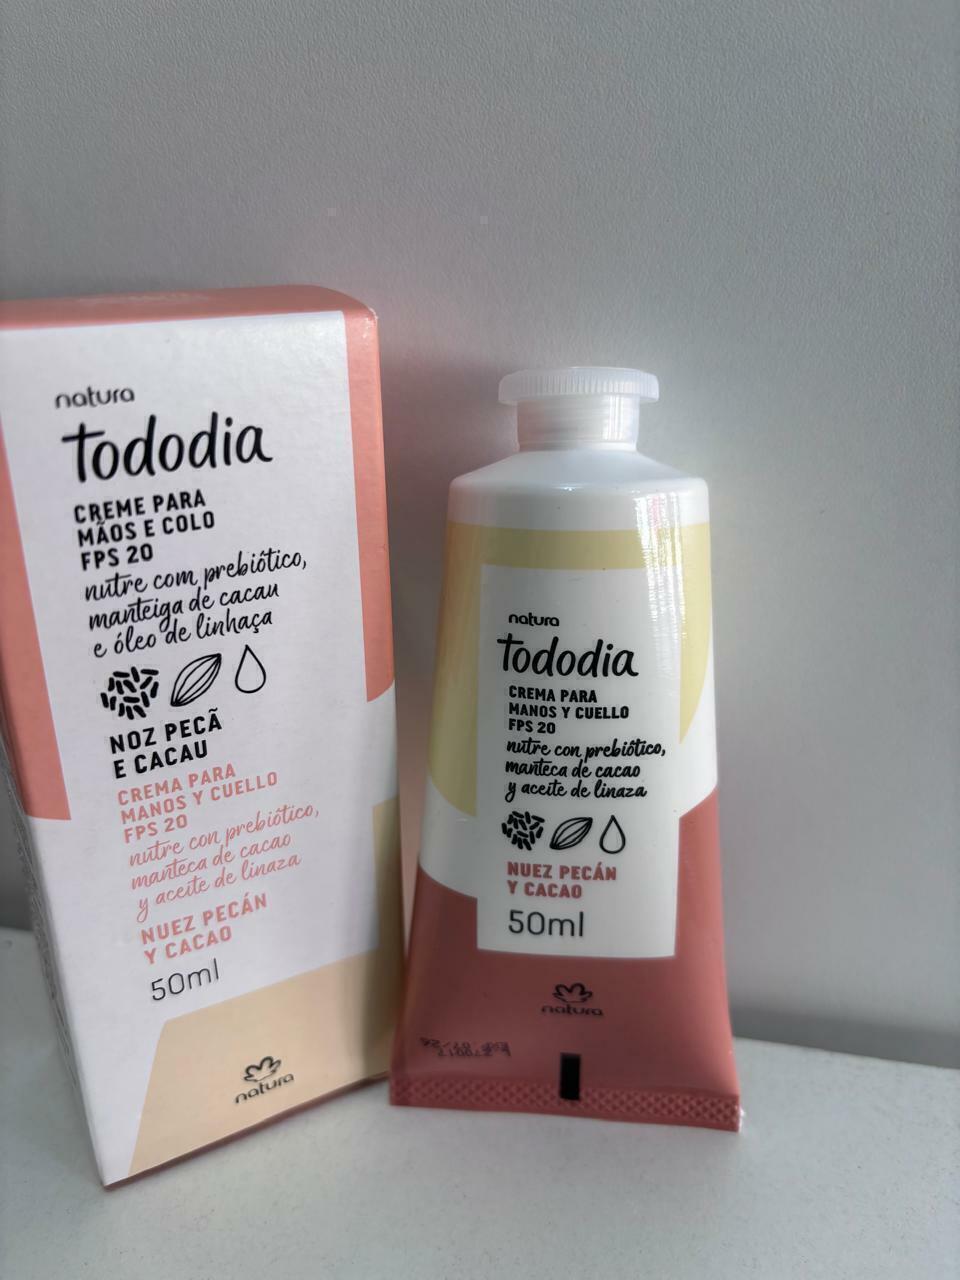 natura
Tododia
CREME PARA
MÃOS E COLO
FPS 20
nutre com prebiótico,
manteiga de cacau
e óleo de linhaça
NOZ PECÃ
E CACAU
CREMA PARA
MANOS Y CUELLO
FPS 20
nutre con prebiótico,
manteca de cacao
y aceite de linaza
NUEZ PECÁN
Y CACAO
50ml
natura
natura
Tododia
CREMA PARA
MANOS Y CUELLO
FPS 20
nutre con prebiótico,
manteca de cacao
y aceite de linaza
NUEZ PECÁN
Y CACAO
50ml
natura